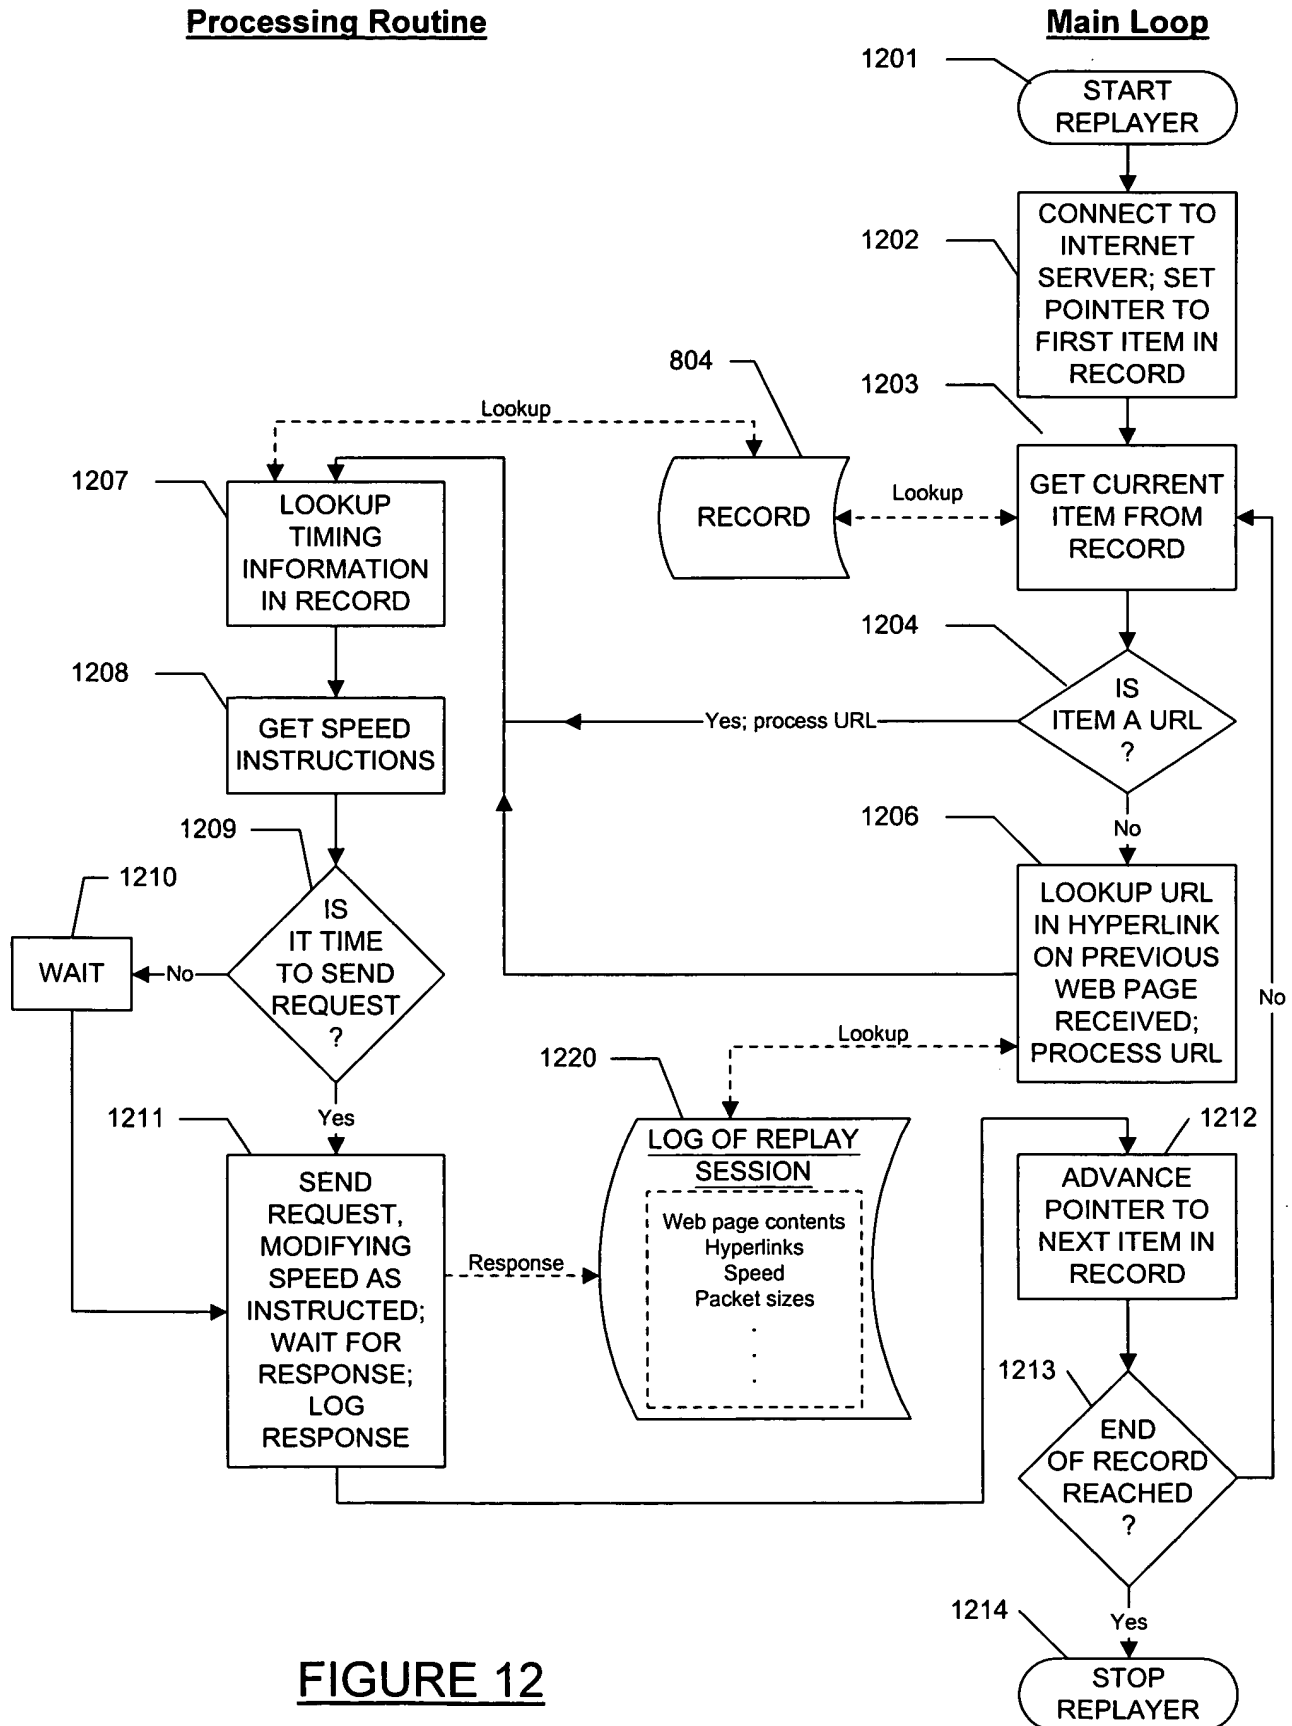 Processing Routine
Main Loop
1201
START
REPLAYER
1202
CONNECT TO
INTERNET
SERVER; SET
POINTER TO
FIRST ITEM IN
RECORD
804
1203
Lookup
1207
LOOKUP
TIMING
INFORMATION
IN RECORD
RECORD
Lookup
GET CURRENT
ITEM FROM
RECORD
1204
1208
GET SPEED
INSTRUCTIONS
Yes; process URL
IS
ITEM A URL
?
No
1206
1209
1210
WAIT
No
IS
IT TIME
TO SEND
REQUEST
?
LOOKUP URL
IN HYPERLINK
ON PREVIOUS
WEB PAGE
RECEIVED;
PROCESS URL
No
Lookup
1220
Yes
1211
SEND
REQUEST,
MODIFYING
SPEED AS
INSTRUCTED;
WAIT FOR
RESPONSE;
LOG
RESPONSE
Response
LOG OF REPLAY
SESSION
Web page contents
Hyperlinks
Speed
Packet sizes
.
.
.
1212
ADVANCE
POINTER TO
NEXT ITEM IN
RECORD
1213
END
OF RECORD
REACHED
?
Yes
1214
STOP
REPLAYER
FIGURE 12